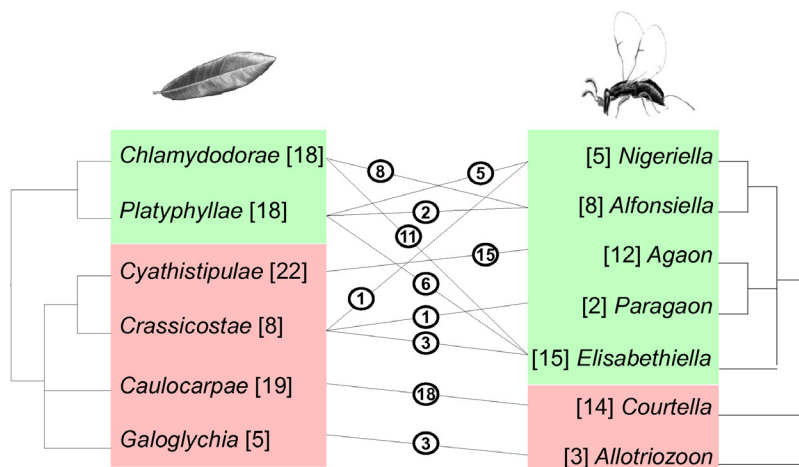 Chlamydodorae [18]
Platyphyllae [18]
Cyathistipulae [22]
Crassicostae [8]
Caulocarpae [19]
Galoglychia [5]
8
5
2
11
15
6
1
1
3
18
3
[5] Nigeriella
[8] Alfonsiella
[12] Agaon
[2] Paragaon
[15] Elisabethiella
[14] Courtella
[3] Allotriozoon